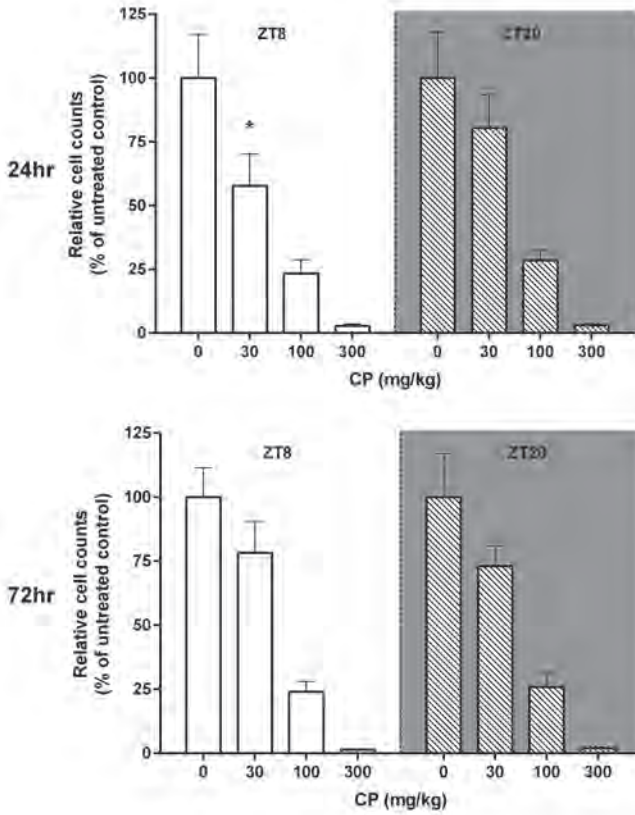 ZT8
ZT20
125
100
75
50
25
0
24hr
Relative cell counts
(% of untreated control)
*
0 30 100 300 0 30 100 300
CP (mg/kg)
ZT8
ZT20
125
100
75
50
25
0
72hr
Relative cell counts
(% of untreated control)
0 30 100 300 0 30 100 300
CP (mg/kg)